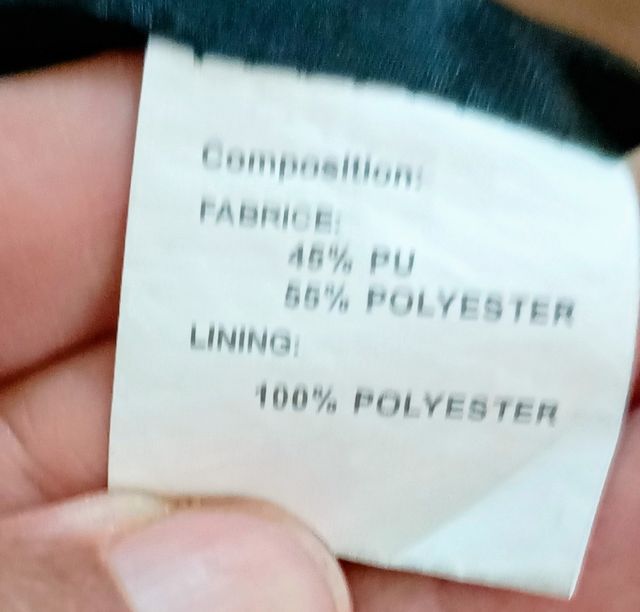 Composition:
FABRICE:
45% PU
55% POLYESTER
LINING:
100% POLYESTER